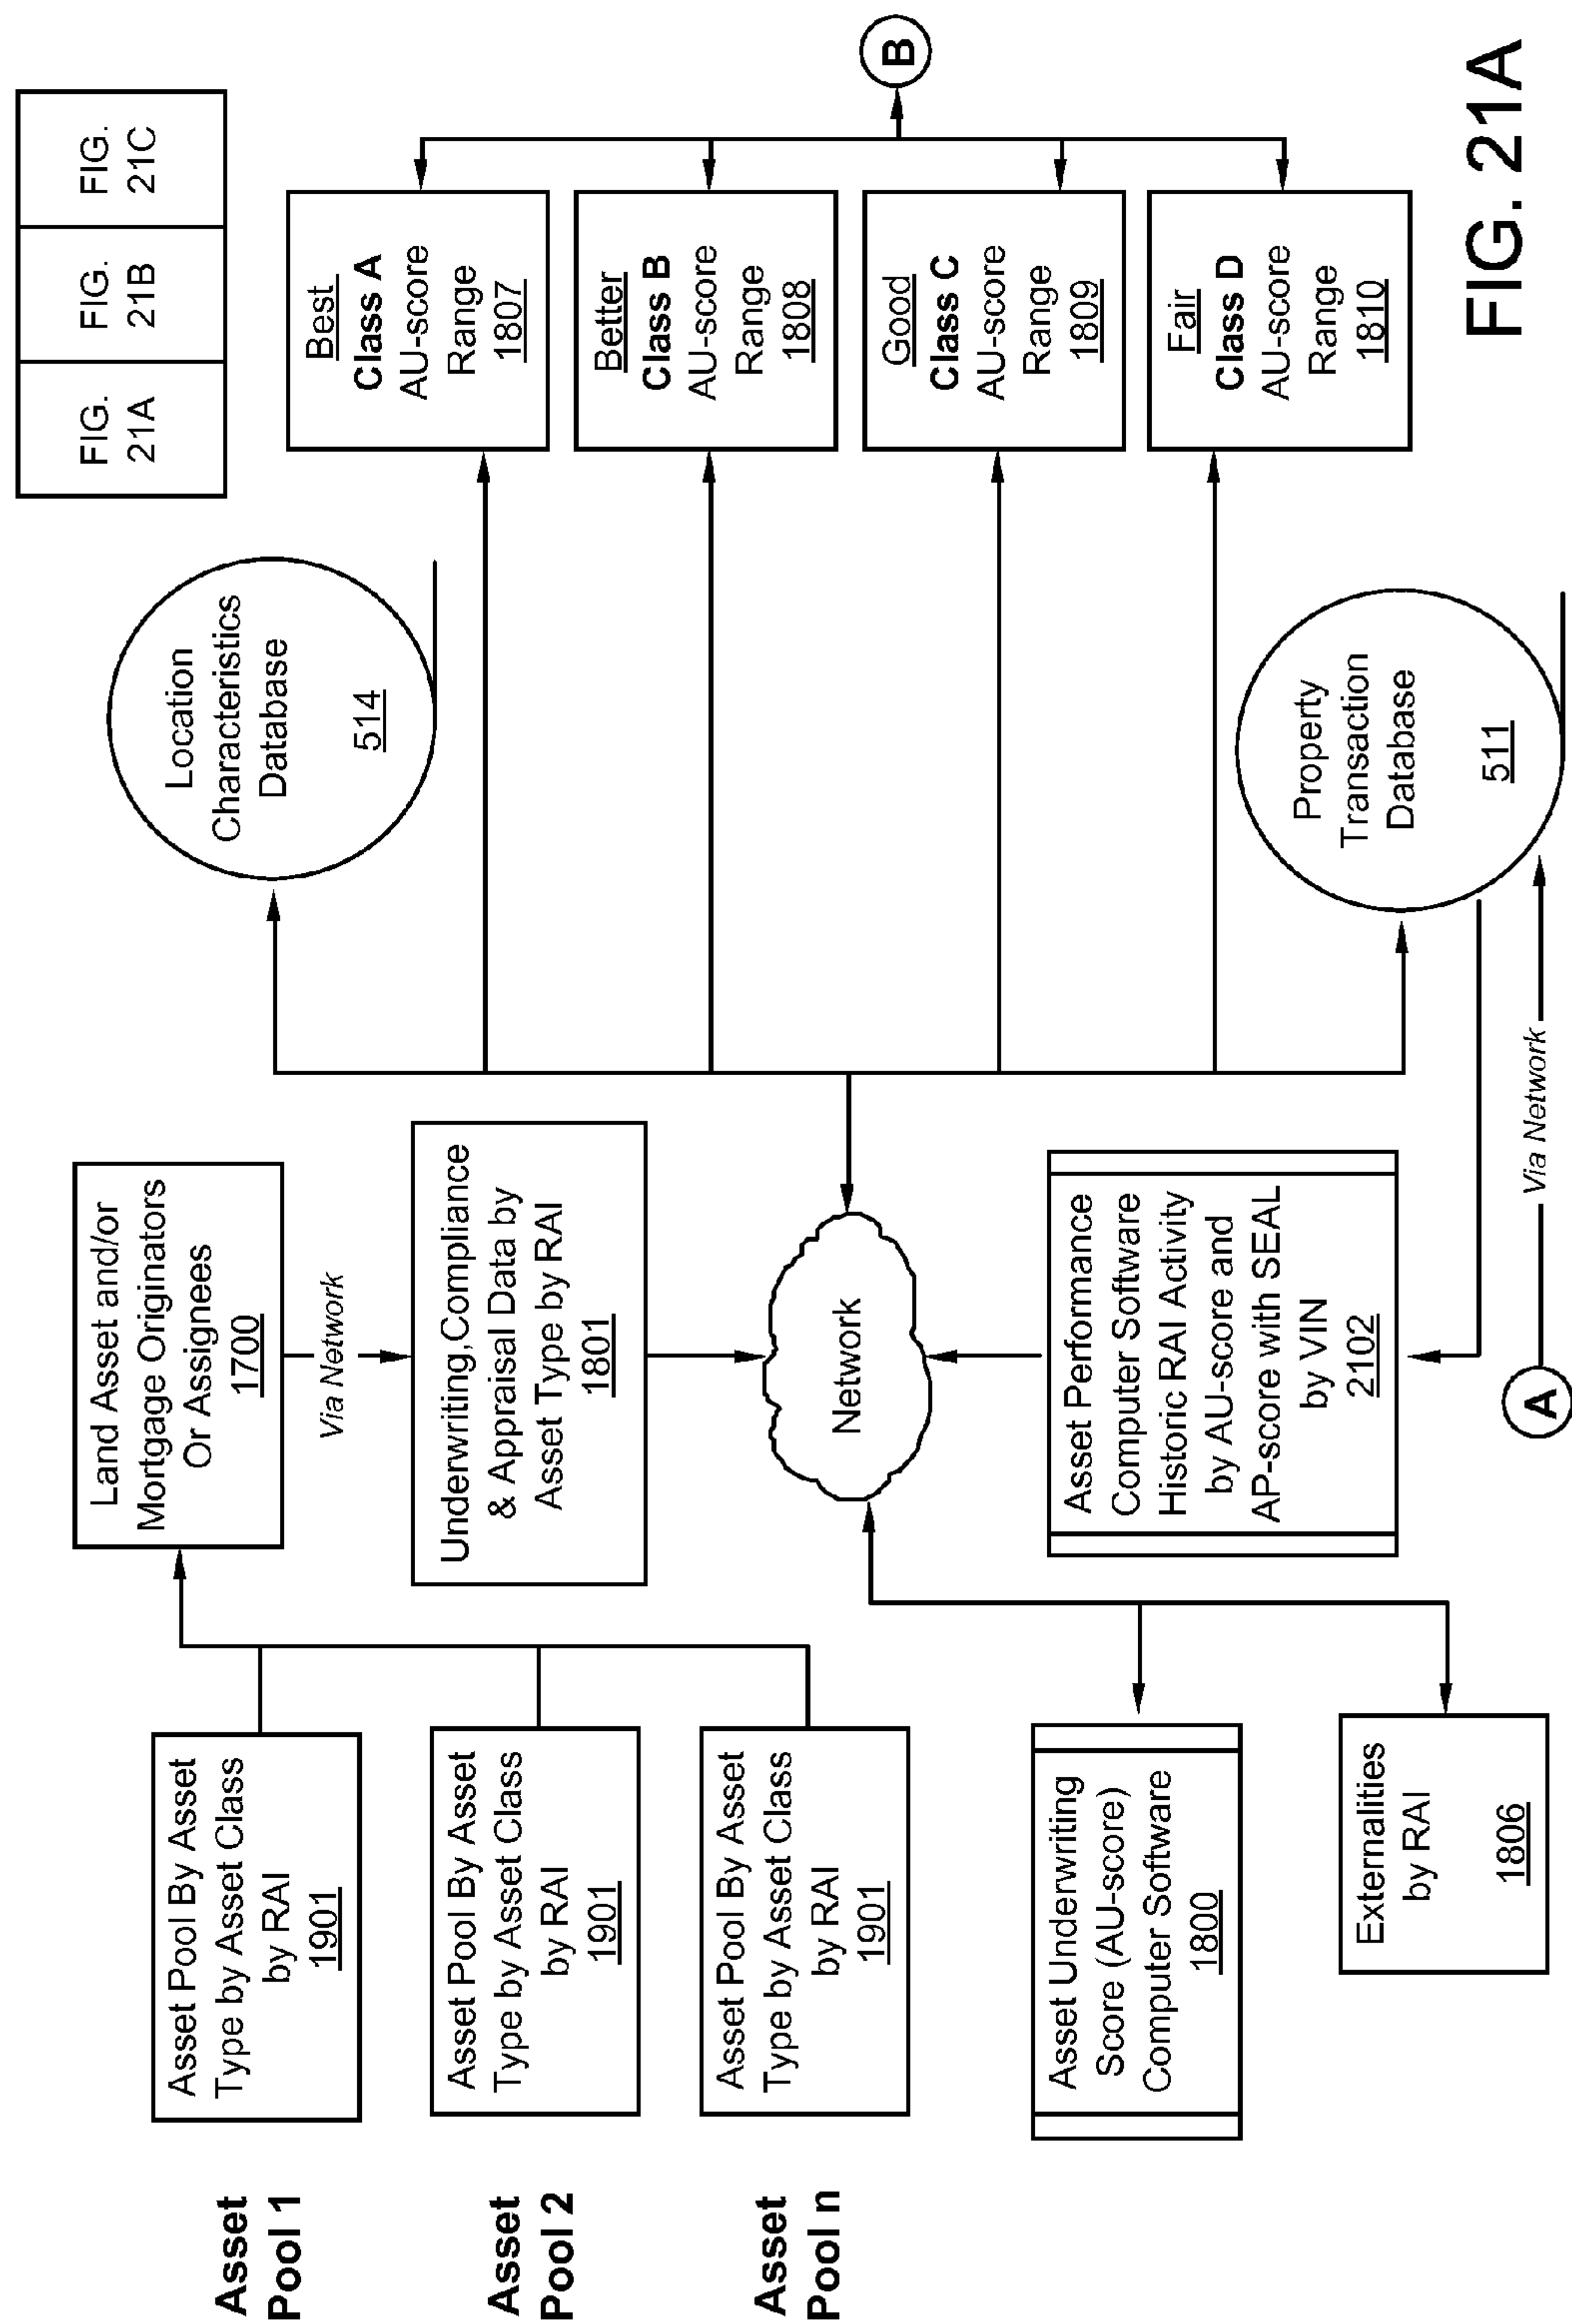 FIG.
21A
FIG.
21B
FIG.
21C
Asset
Pool 1
Asset Pool By Asset
Type by Asset Class
by RAI
1901
Asset
Pool 2
Asset Pool By Asset
Type by Asset Class
by RAI
1901
Asset
Pool n
Asset Pool By Asset
Type by Asset Class
by RAI
1901
Asset Underwriting
Score (AU-score)
Computer Software
1800
Externalities
by RAI
1806
Land Asset and/or
Mortgage Originators
Or Assignees
1700
Via Network
Underwriting,Compliance
& Appraisal Data by
Asset Type by RAI
1801
Network
Asset Performance
Computer Software
Historic RAI Activity
by AU-score and
AP-score with SEAL
by VIN
2102
A
Via Network
Location
Characteristics
Database
514
Property
Transaction
Database
511
Best
Class A
AU-score
Range
1807
Better
Class B
AU-score
Range
1808
Good
Class C
AU-score
Range
1809
Fair
Class D
AU-score
Range
1810
B
FIG. 21A